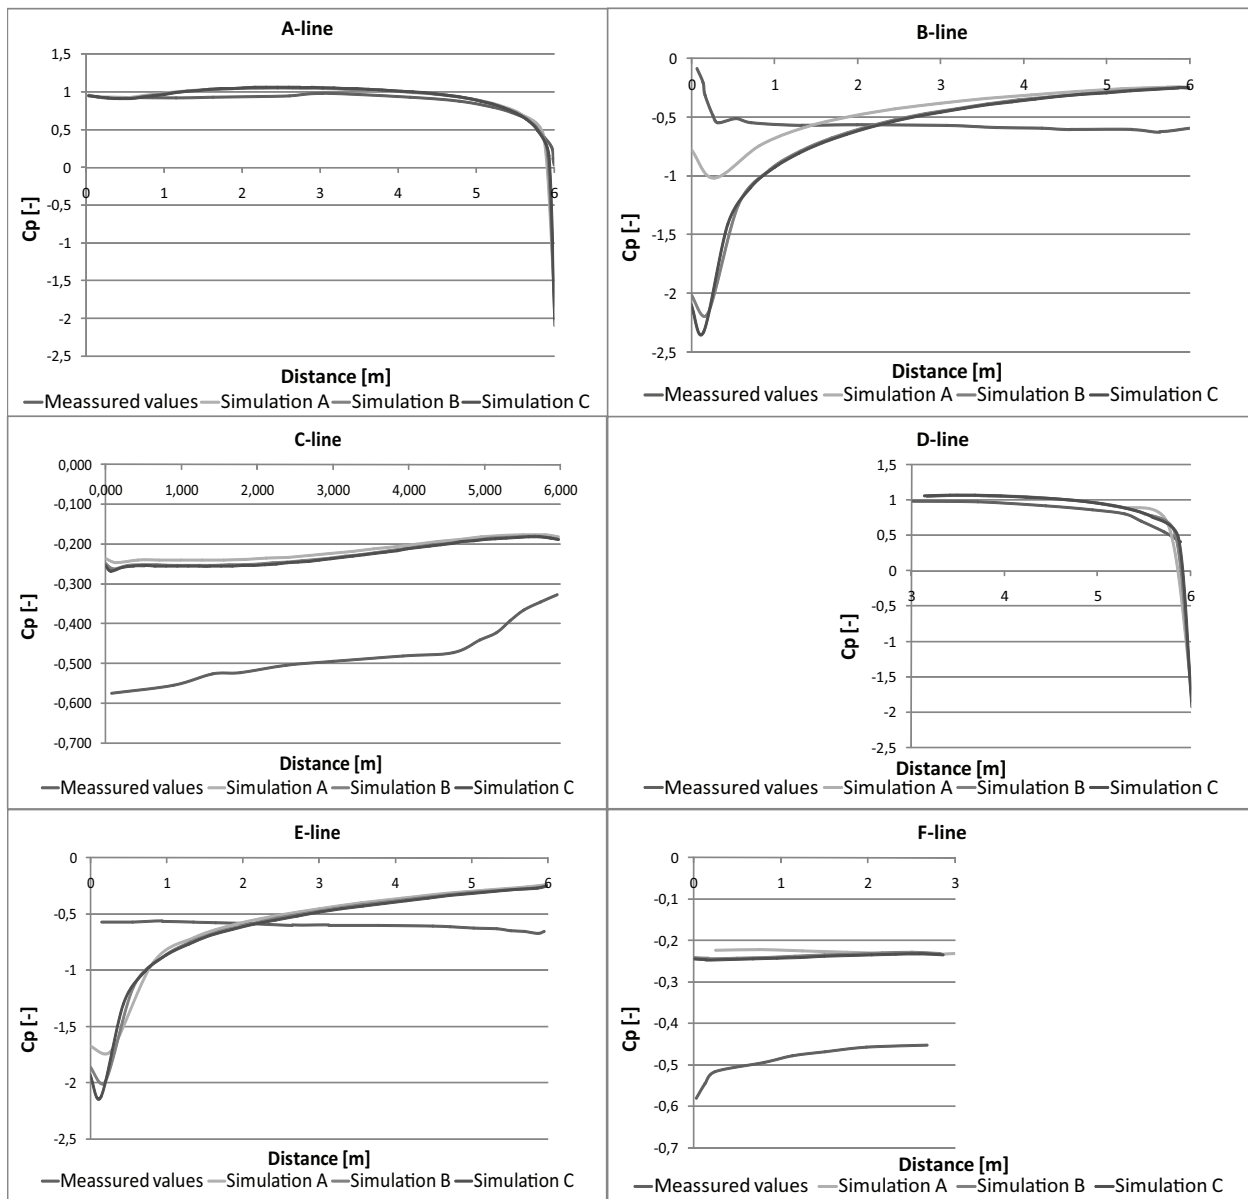 A-line
1,5
1
0,5
0
-0,5
-1
-1,5
-2
-2,5
0 1 2 3 4 5 6
Cp [-]
Distance [m]
Meassured values Simulation A Simulation B Simulation C
B-line
0
-0,5
-1
-1,5
-2
-2,5
0 1 2 3 4 5 6
Cp [-]
Distance [m]
Meassured values Simulation A Simulation B Simulation C
C-line
0,000
-0,100
-0,200
-0,300
-0,400
-0,500
-0,600
-0,700
0,000 1,000 2,000 3,000 4,000 5,000 6,000
Cp [-]
Distance [m]
Meassured values Simulation A Simulation B Simulation C
D-line
1,5
1
0,5
0
-0,5
-1
-1,5
-2
-2,5
3 4 5 6
Cp [-]
Distance [m]
Meassured values Simulation A Simulation B Simulation C
E-line
0
-0,5
-1
-1,5
-2
-2,5
0 1 2 3 4 5 6
Cp [-]
Distance [m]
Meassured values Simulation A Simulation B Simulation C
F-line
0
-0,1
-0,2
-0,3
-0,4
-0,5
-0,6
-0,7
0 1 2 3
Cp [-]
Distance [m]
Meassured values Simulation A Simulation B Simulation C